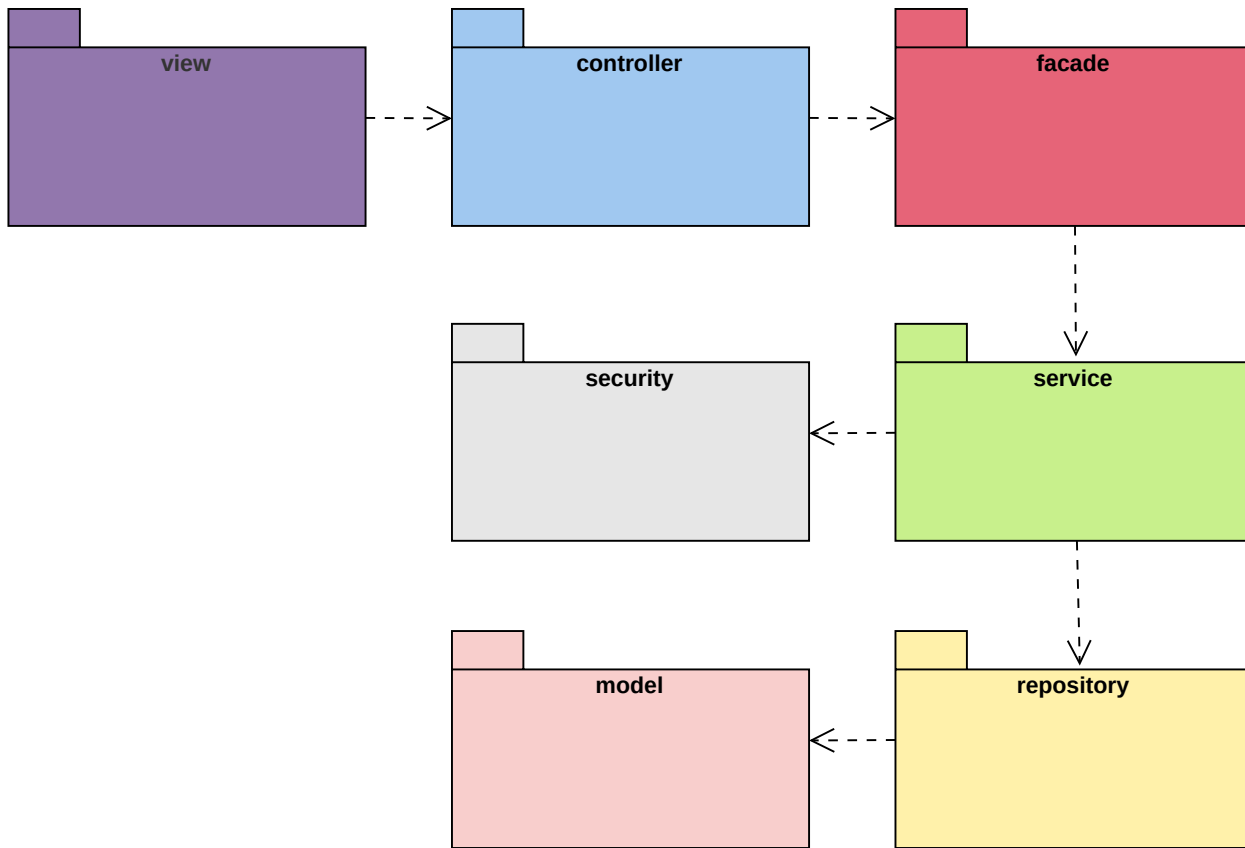 view
controller
facade
security
service
model
repository